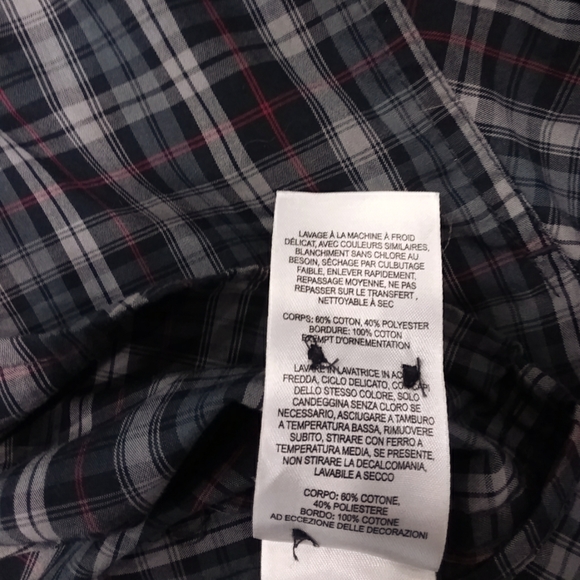 LAVAGE À LA MACHINE À FROID
DÉLICAT, AVEC COULEURS SIMILAIRES,
BLANCHIMENT SANS CHLORE AU
BESOIN, SÉCHAGE PAR CULBUTAGE
FAIBLE, ENLEVER RAPIDEMENT,
REPASSAGE MOYENNE, NE PAS
REPASSER SUR LE TRANSFERT,
NETTOYABLE À SEC
CORPS: 60% COTON, 40% POLYESTER
BORDURE: 100% COTON
EXEMPT D'ORNEMENTATION
LAVARE IN LAVATRICE IN
FREDDA, CICLO DELICATO,
DELLO STESSO COLORE, SOLO
CANDEGGINA SENZA CLORO SE
NECESSARIO, ASCIUGARE A TAMBURO
A TEMPERATURA BASSA, RIMUOVERE
SUBITO, STIRARE CON FERRO A
TEMPERATURA MEDIA, SE PRESENTE,
NON STIRARE LA DECALCOMANIA,
LAVABILE A SECCO
CORPO: 60% COTONE,
40% POLIESTERE
BORDO: 100% COTONE
AD ECCEZIONE DELLE DECORAZIONI